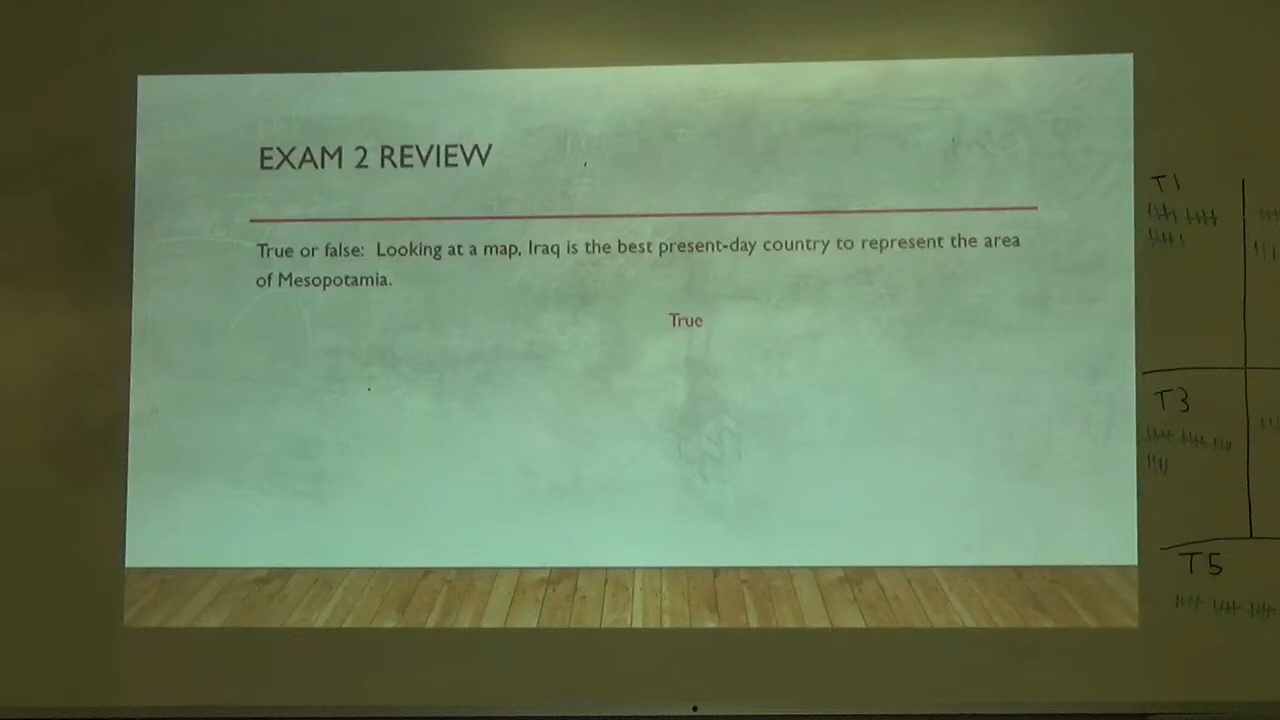 EXAM 2 REVIEW
True or false: Looking at a map, Iraq is the best present-day country to represent the area
of Mesopotamia.
True
T1
T3
T5